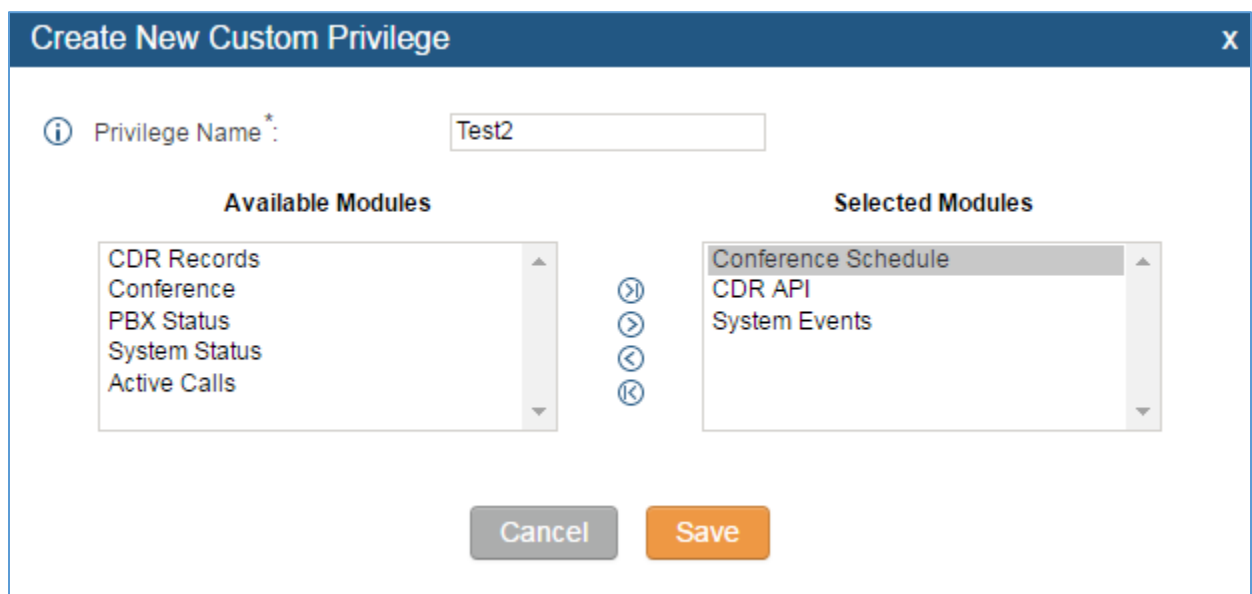 Create New Custom Privilege x
Privilege Name*: Test2
Available Modules
CDR Records
Conference
PBX Status
System Status
Active Calls
Selected Modules
Conference Schedule
CDR API
System Events
Cancel Save